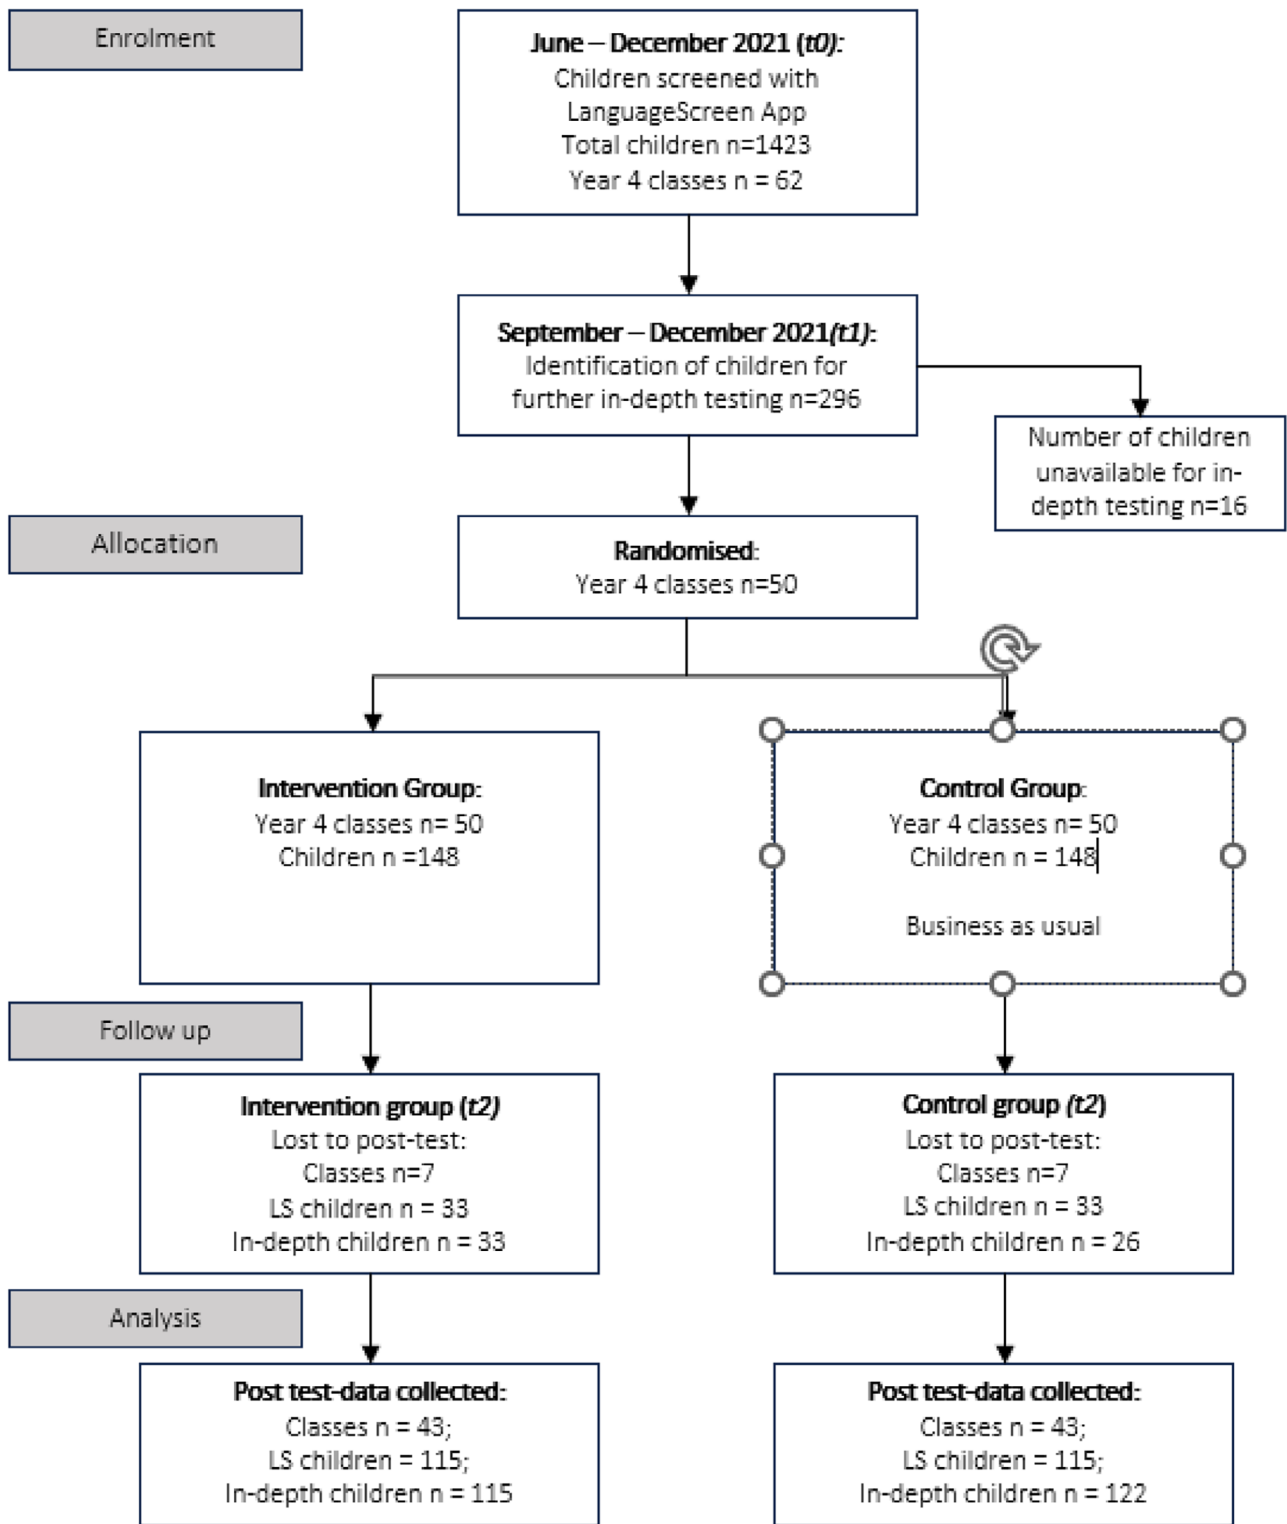 Enrolment
June – December 2021 (t0):
Children screened with
LanguageScreen App
Total children n=1423
Year 4 classes n = 62
September – December 2021(t1):
Identification of children for
further in-depth testing n=296
Number of children
unavailable for in-
depth testing n=16
Allocation
Randomised:
Year 4 classes n=50
Intervention Group:
Year 4 classes n= 50
Children n =148
Control Group:
Year 4 classes n= 50
Children n = 148
Business as usual
Follow up
Intervention group (t2)
Lost to post-test:
Classes n=7
LS children n = 33
In-depth children n = 33
Control group (t2)
Lost to post-test:
Classes n=7
LS children n = 33
In-depth children n = 26
Analysis
Post test-data collected:
Classes n = 43;
LS children = 115;
In-depth children n = 115
Post test-data collected:
Classes n = 43;
LS children = 115;
In-depth children n = 122